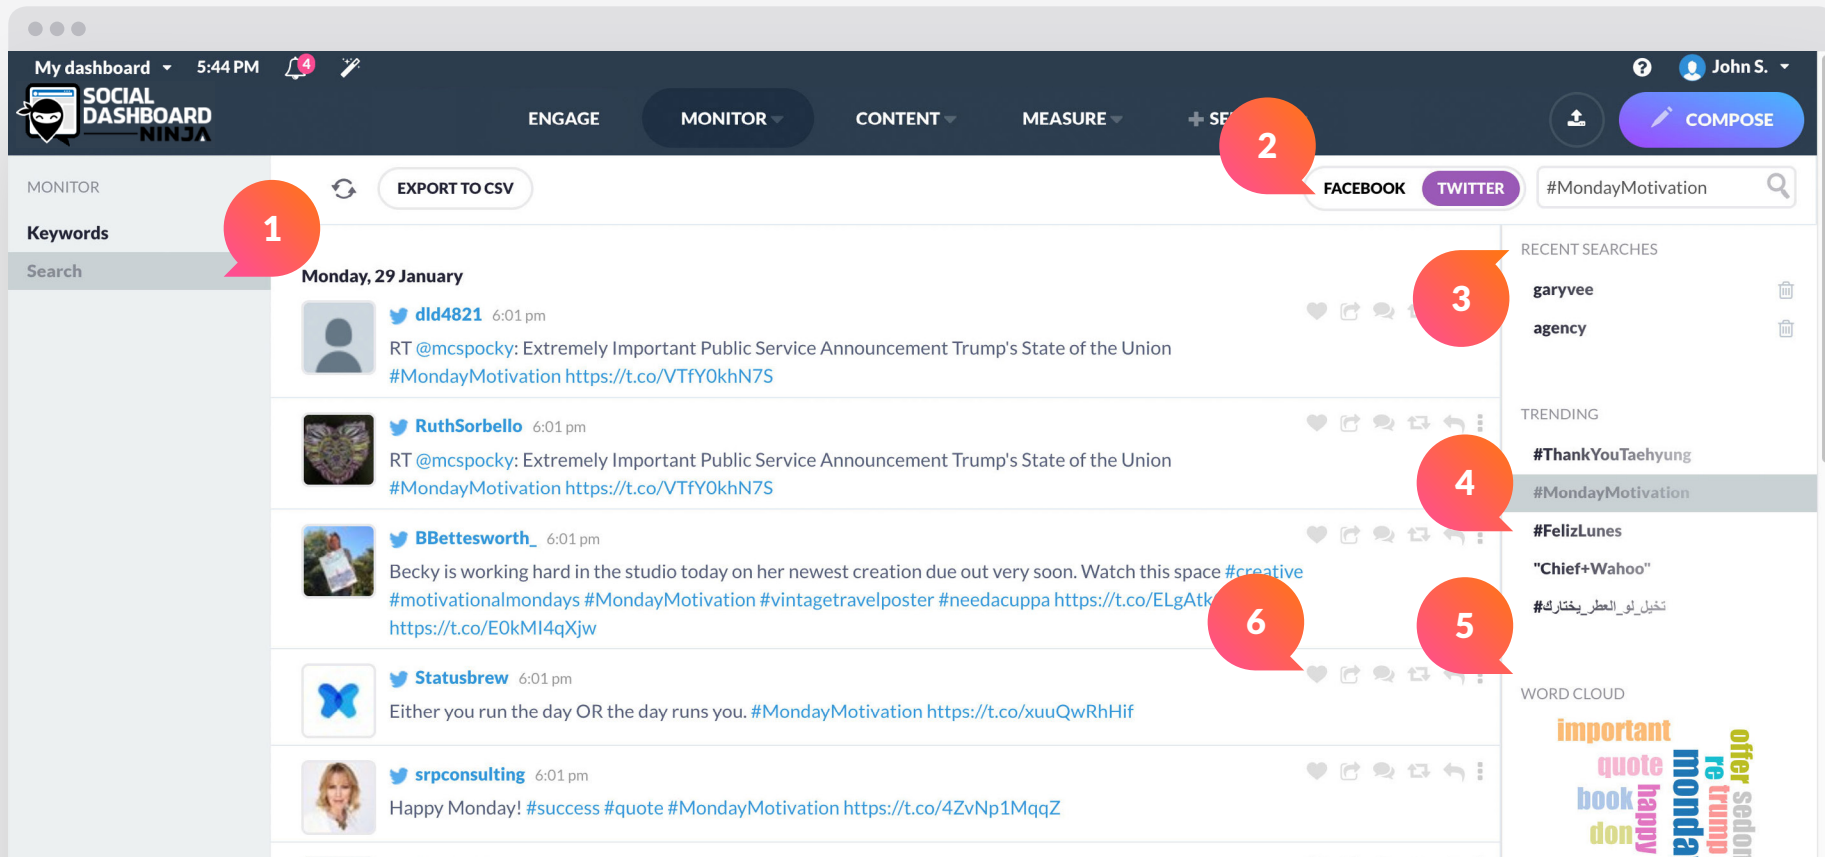 My dashboard 5:44 PM 4 John S.
SOCIAL
DASHBOARD
NINJA
ENGAGE MONITOR CONTENT MEASURE COMPOSE
2
MONITOR
EXPORT TO CSV FACEBOOK TWITTER #MondayMotivation
1
Keywords
Search
RECENT SEARCHES
garyvee
agency
3
Monday, 29 January
dld4821 6:01 pm
RT @mcspocky: Extremely Important Public Service Announcement Trump's State of the Union
#MondayMotivation https://t.co/VTfY0khN7S
RuthSorbello 6:01 pm
RT @mcspocky: Extremely Important Public Service Announcement Trump's State of the Union
#MondayMotivation https://t.co/VTfY0khN7S
TRENDING
#ThankYouTaehyung
4
#MondayMotivation
#FelizLunes
"Chief+Wahoo"
#تخيل_لو_العطر_يختارك
BBettesworth_ 6:01 pm
Becky is working hard in the studio today on her newest creation due out very soon. Watch this space #creative
#motivationalmondays #MondayMotivation #vintagetravelposter #needacuppa https://t.co/ELgAtk
https://t.co/E0kMI4qXjw
6
5
Statusbrew 6:01 pm
Either you run the day OR the day runs you. #MondayMotivation https://t.co/xuuQwRhHif
srpconsulting 6:01 pm
Happy Monday! #success #quote #MondayMotivation https://t.co/4ZvNp1MqqZ
WORD CLOUD
important
quote
book
don
happy
monda
re
trump
offer
sedon